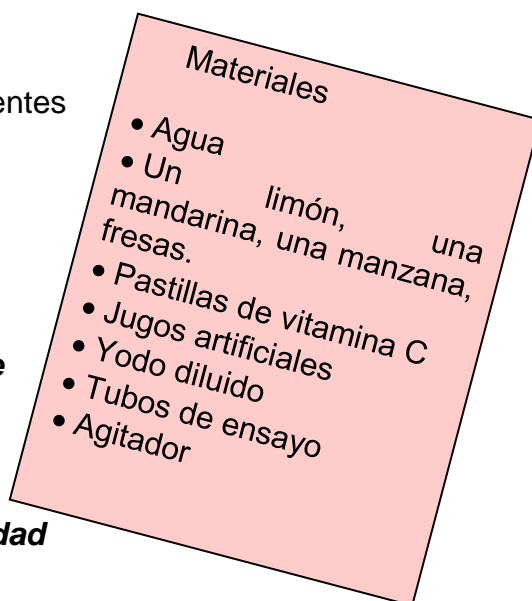 entes
e
dad
Materiales
• Agua
• Un limón, una
mandarina, una manzana,
fresas.
• Pastillas de vitamina C
• Jugos artificiales
• Yodo diluido
• Tubos de ensayo
• Agitador